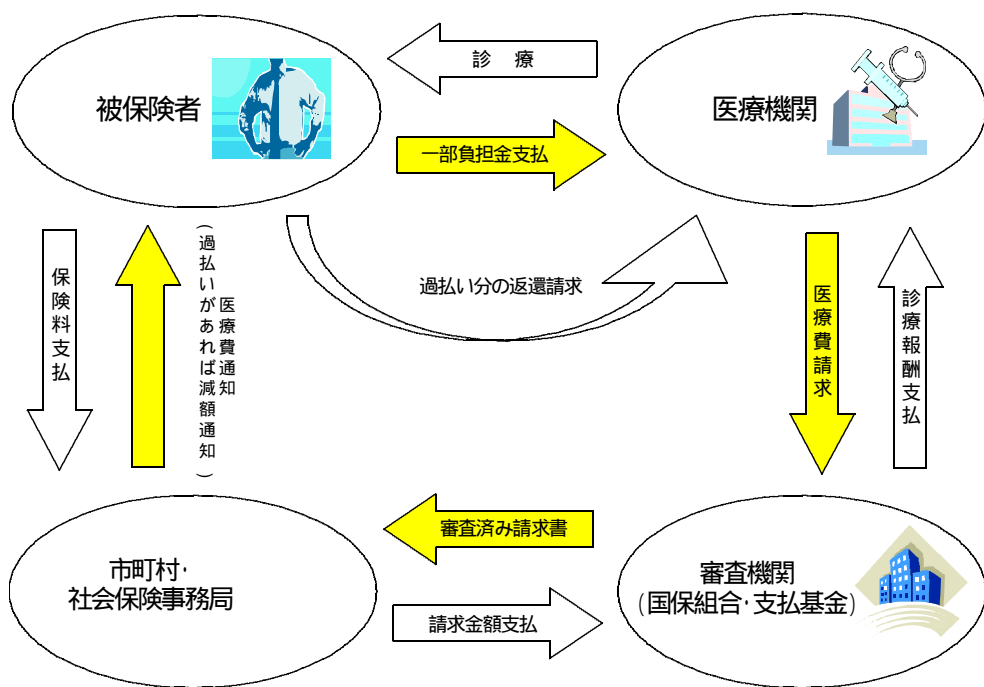 診　療
被保険者
医療機関
一部負担金支払
保険料支払
医療費通知
(過払いがあれば減額通知)
過払い分の返還請求
医療費請求
診療報酬支払
審査済み請求書
市町村・
社会保険事務局
審査機関
(国保組合・支払基金)
請求金額支払